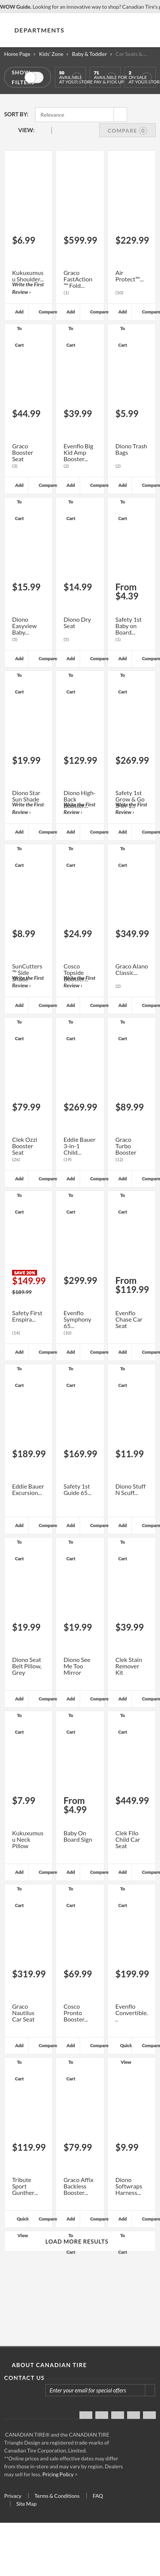 WOW Guide. Looking for an innovative way to shop? Canadian Tire's
DEPARTMENTS
Home Page › Kids' Zone › Baby & Toddler › Car Seats &...
SHOW FILTERS
50 AVAILABLE AT YOUR STORE
71 AVAILABLE FOR PAY & PICK UP
2 ON SALE AT YOUR STOR
SORT BY: Relevance
VIEW:
COMPARE 0
$6.99 $599.99 $229.99
Kukuxumusu Shoulder... Graco FastAction™ Fold... Air Protect™...
Write the First Review › (1) (10)
Add To Cart Compare Add To Cart Compare Add To Cart Compare
$44.99 $39.99 $5.99
Graco Booster Seat Evenflo Big Kid Amp Booster... Diono Trash Bags
(3) (2) (2)
Add To Cart Compare Add To Cart Compare Add To Cart Compare
$15.99 $14.99 From $4.39
Diono Easyview Baby... Diono Dry Seat Safety 1st Baby on Board...
(5) (5) (1)
Add To Cart Compare Add To Cart Compare Add To Cart Compare
$19.99 $129.99 $269.99
Diono Star Sun Shade Diono High-Back Booster... Safety 1st Grow & Go
Write the First Review › Write the First Review › Write the First Review ›
Add To Cart Compare Add To Cart Compare Add To Cart Compare
$8.99 $24.99 $349.99
SunCutters™ Side Cosco Topside Booster... Graco Alano Classic...
Write the First Review › Write the First Review › (2)
Add To Cart Compare Add To Cart Compare Add To Cart Compare
$79.99 $269.99 $89.99
Clek Ozzi Booster Seat Eddie Bauer 3-in-1 Child... Graco Turbo Booster
(26) (19) (12)
Add To Cart Compare Add To Cart Compare Add To Cart Compare
SAVE 20%
$149.99 $299.99 From $119.99
$189.99
Safety First Enspira... Evenflo Symphony 65... Evenflo Chase Car Seat
(14) (10)
Add To Cart Compare Add To Cart Compare Add To Cart Compare
$189.99 $169.99 $11.99
Eddie Bauer Excursion... Safety 1st Guide 65... Diono Stuff N Scuff...
Add To Cart Compare Add To Cart Compare Add To Cart Compare
$19.99 $19.99 $39.99
Diono Seat Belt Pillow, Grey Diono See Me Too Mirror Clek Stain Remover Kit
Add To Cart Compare Add To Cart Compare Add To Cart Compare
$7.99 From $4.99 $449.99
Kukuxumusu Neck Pillow Baby On Board Sign Clek Fllo Child Car Seat
Add To Cart Compare Add To Cart Compare Add To Cart Compare
$319.99 $69.99 $199.99
Graco Nautilus Car Seat Cosco Pronto Booster... Evenflo Convertible...
Add To Cart Compare Add To Cart Compare Quick View Compare
$119.99 $79.99 $9.99
Tribute Sport Gunther... Graco Affix Backless Booster... Diono Softwraps Harness...
Quick View Compare Add To Cart Compare Add To Cart Compare
LOAD MORE RESULTS
ABOUT CANADIAN TIRE
CONTACT US
Enter your email for special offers
CANADIAN TIRE® and the CANADIAN TIRE
Triangle Design are registered trade-marks of
Canadian Tire Corporation, Limited.
**Online prices and sale effective dates may differ
from those in-store and may vary by region. Dealers
may sell for less. Pricing Policy >
Privacy | Terms & Conditions | FAQ
| Site Map